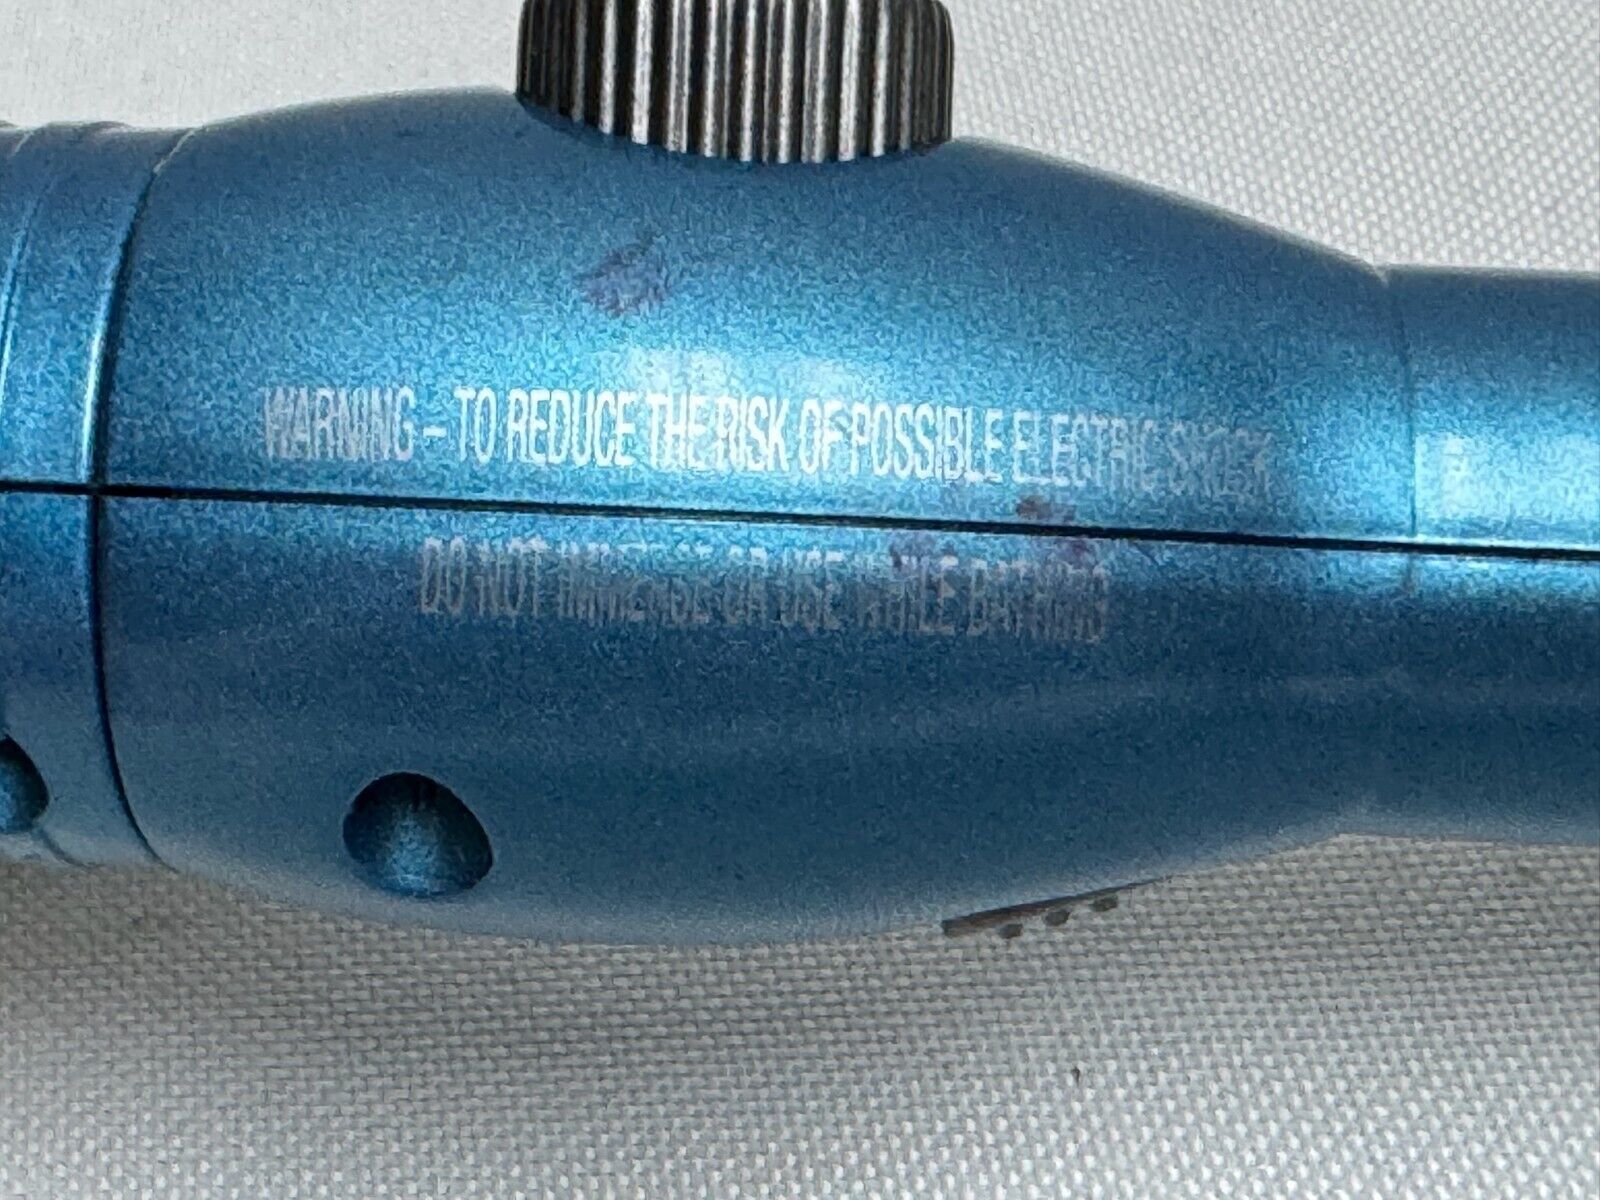 WARNING – TO REDUCE THE RISK OF POSSIBLE ELECTRIC SHOCK
DO NOT IMMERSE OR USE WHILE BATHING